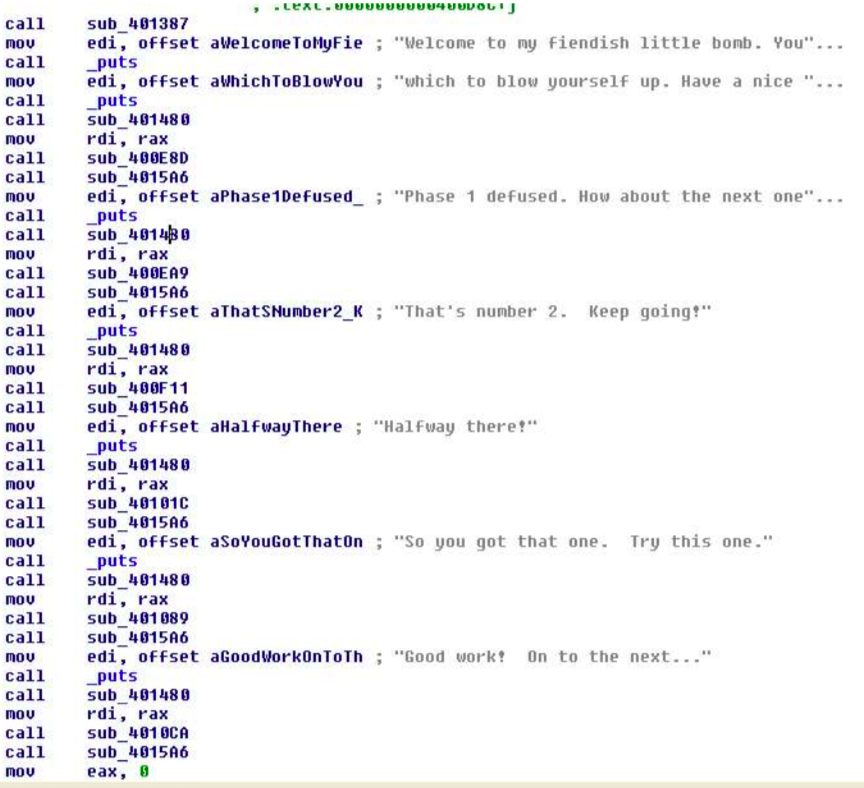 ; .text:0000000000400D8C↑j
call sub_401387
mov edi, offset aWelcomeToMyFie ; "Welcome to my fiendish little bomb. You"...
call _puts
mov edi, offset aWhichToBlowYou ; "which to blow yourself up. Have a nice "...
call _puts
call sub_401480
mov rdi, rax
call sub_400E8D
call sub_4015A6
mov edi, offset aPhase1Defused_ ; "Phase 1 defused. How about the next one"...
call _puts
call sub_401480
mov rdi, rax
call sub_400EA9
call sub_4015A6
mov edi, offset aThatSNumber2_K ; "That's number 2.  Keep going!"
call _puts
call sub_401480
mov rdi, rax
call sub_400F11
call sub_4015A6
mov edi, offset aHalfwayThere ; "Halfway there!"
call _puts
call sub_401480
mov rdi, rax
call sub_40101C
call sub_4015A6
mov edi, offset aSoYouGotThatOn ; "So you got that one.  Try this one."
call _puts
call sub_401480
mov rdi, rax
call sub_401089
call sub_4015A6
mov edi, offset aGoodWorkOnToTh ; "Good work!  On to the next..."
call _puts
call sub_401480
mov rdi, rax
call sub_4010CA
call sub_4015A6
mov eax, 0